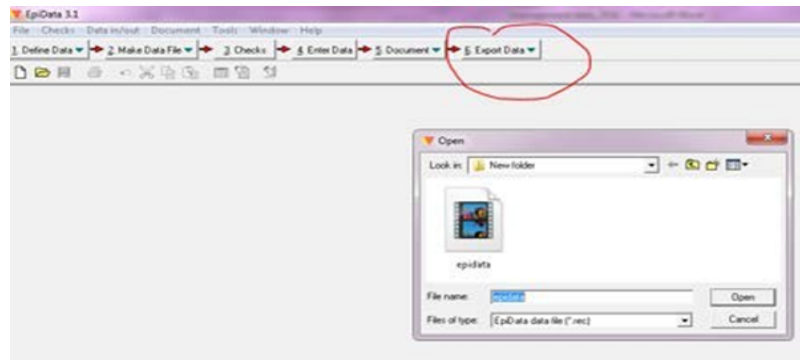 EpiData 3.1
File Checks Data in/out Document Tools Window Help
1. Define Data 2. Make Data File 3. Checks 4. Enter Data 5. Document 6. Export Data
Open
Look in: New folder
epidata
File name: epidata Open
Files of type: EpiData data file (*.rec) Cancel